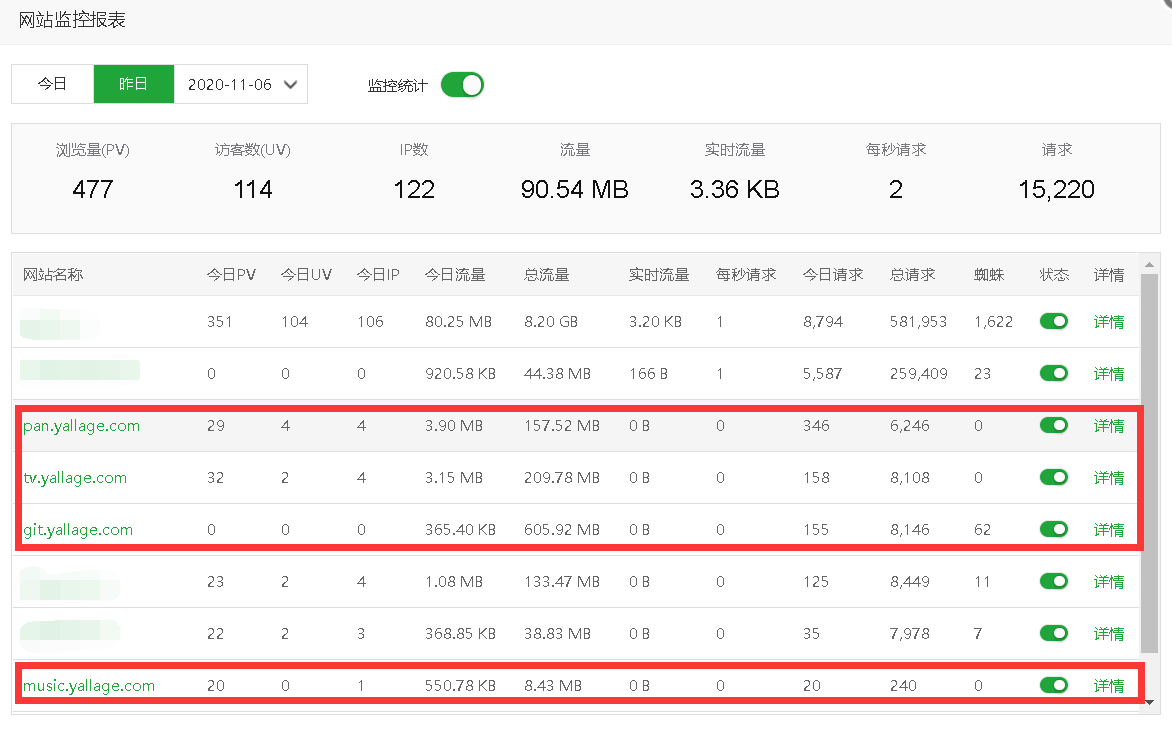 网站监控报表
今日 昨日 2020-11-06 监控统计
浏览量(PV) 访客数(UV) IP数 流量 实时流量 每秒请求 请求
477 114 122 90.54 MB 3.36 KB 2 15,220
网站名称 今日PV 今日UV 今日IP 今日流量 总流量 实时流量 每秒请求 今日请求 总请求 蜘蛛 状态 详情
351 104 106 80.25 MB 8.20 GB 3.20 KB 1 8,794 581,953 1,622 详情
0 0 0 920.58 KB 44.38 MB 166 B 1 5,587 259,409 23 详情
pan.yallage.com 29 4 4 3.90 MB 157.52 MB 0 B 0 346 6,246 0 详情
tv.yallage.com 32 2 4 3.15 MB 209.78 MB 0 B 0 158 8,108 0 详情
git.yallage.com 0 0 0 365.40 KB 605.92 MB 0 B 0 155 8,146 62 详情
23 2 4 1.08 MB 133.47 MB 0 B 0 125 8,449 11 详情
22 2 3 368.85 KB 38.83 MB 0 B 0 35 7,978 7 详情
music.yallage.com 20 0 1 550.78 KB 8.43 MB 0 B 0 20 240 0 详情